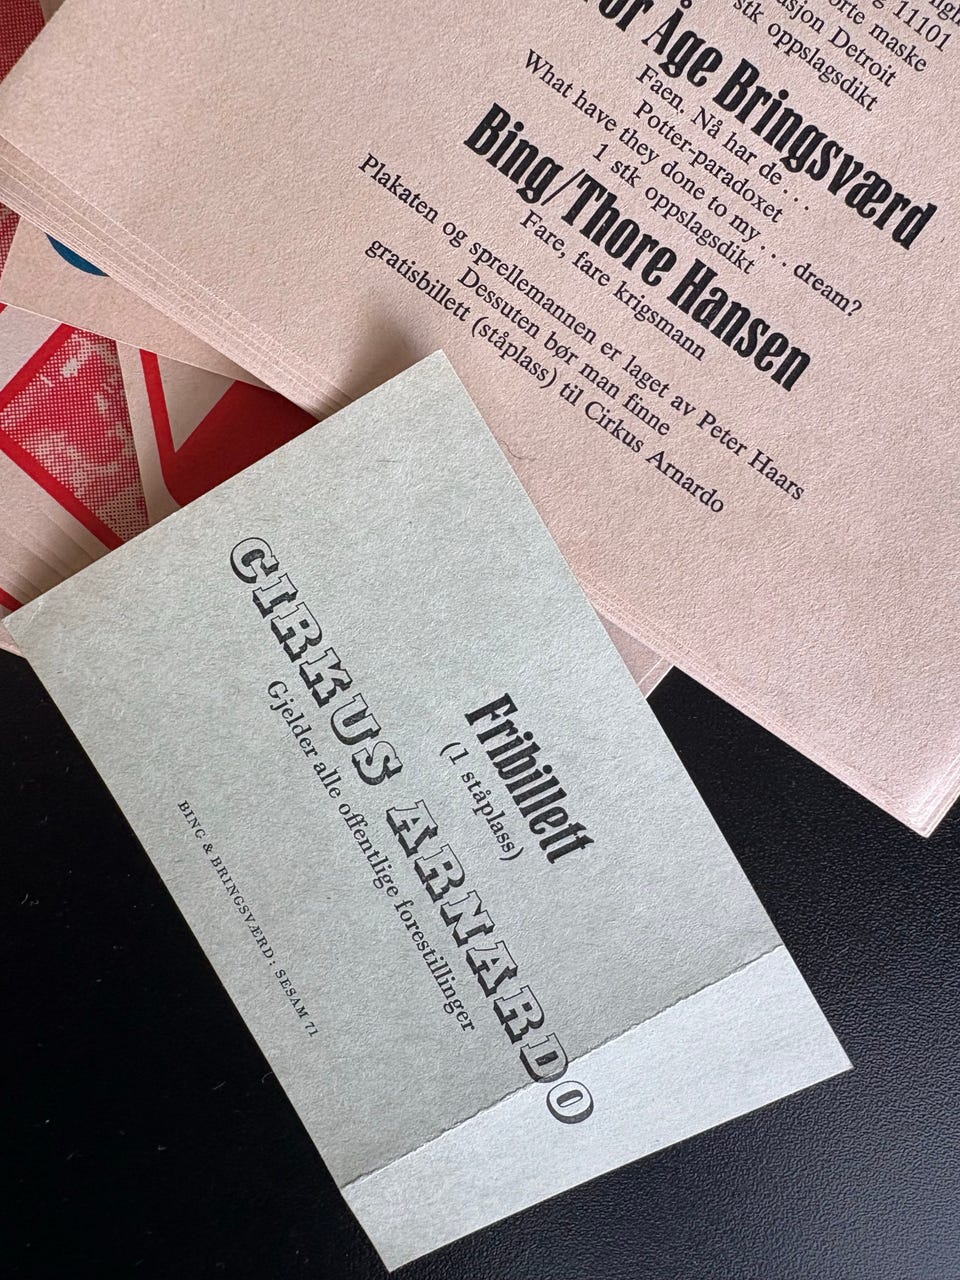 11101
orte maske
asjon Detroit
stk oppslagsdikt
or Åge Bringsværd
Faen. Nå har de . . .
Potter-paradoxet
What have they done to my . . . dream?
1 stk oppslagsdikt
Bing/Thore Hansen
Fare, fare krigsmann
Plakaten og sprellemannen er laget av Peter Haars
Dessuten bør man finne
gratisbillett (ståplass) til Cirkus Arnardo
Fribillett
(1 ståplass)
CIRKUS ARNARDO
Gjelder alle offentlige forestillinger
BING & BRINGSVÆRD: SESAM 71